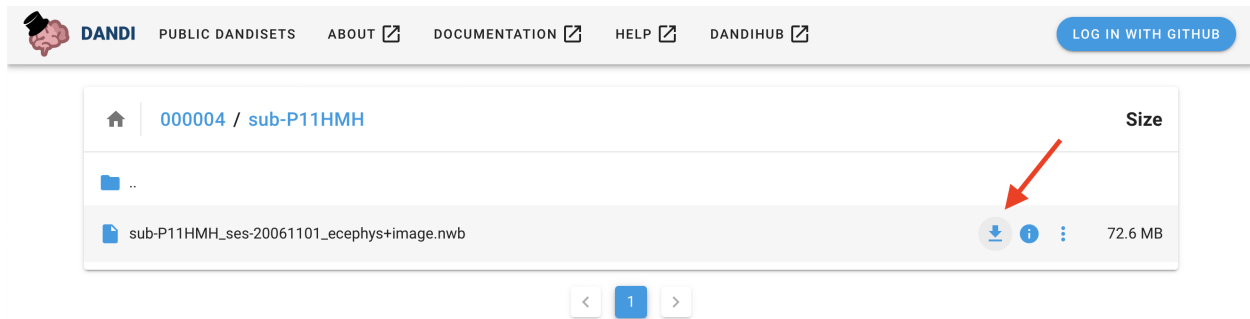 DANDI PUBLIC DANDISETS ABOUT DOCUMENTATION HELP DANDIHUB LOG IN WITH GITHUB
000004 / sub-P11HMH Size
..
sub-P11HMH_ses-20061101_ecephys+image.nwb 72.6 MB
1